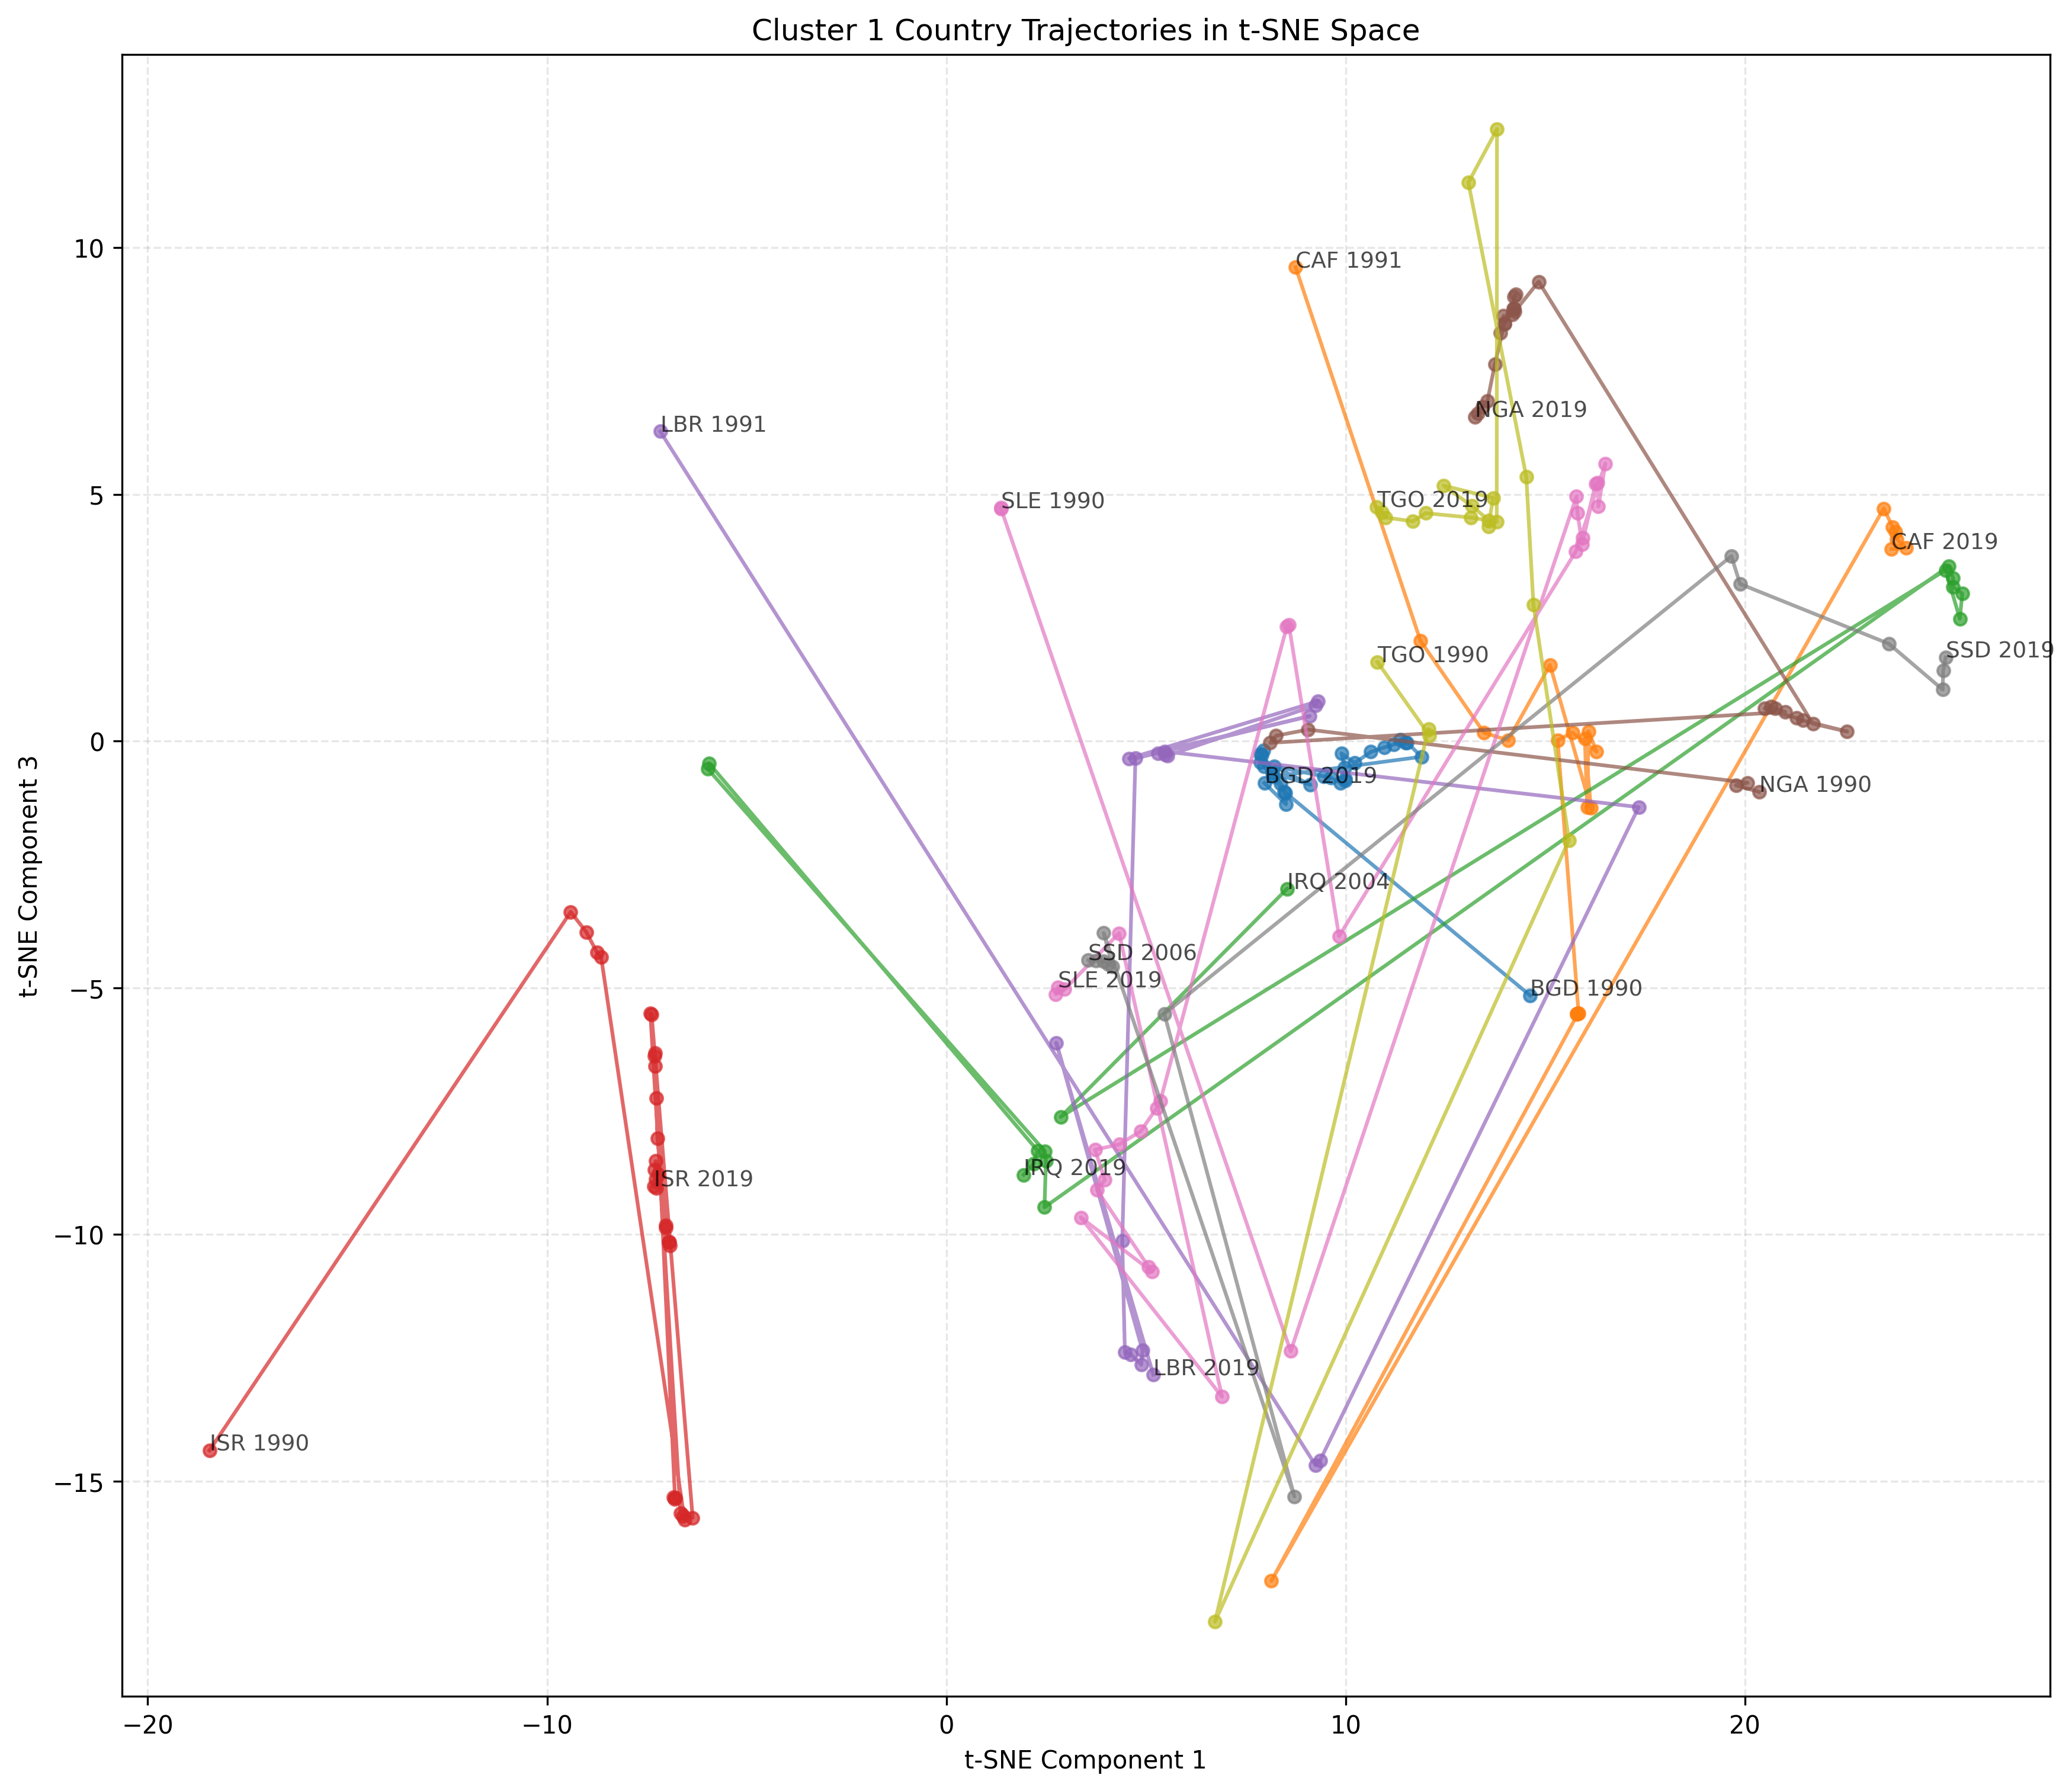 Cluster 1 Country Trajectories in t-SNE Space
CAF 1991
NGA 2019
LBR 1991
SLE 1990
TGO 2019
CAF 2019
TGO 1990
SSD 2019
BGD 2019
NGA 1990
IRQ 2004
SSD 2006
SLE 2019
BGD 1990
IRQ 2019
ISR 2019
LBR 2019
ISR 1990
10
5
0
−5
−10
−15
t-SNE Component 3
−20
−10
0
10
20
t-SNE Component 1